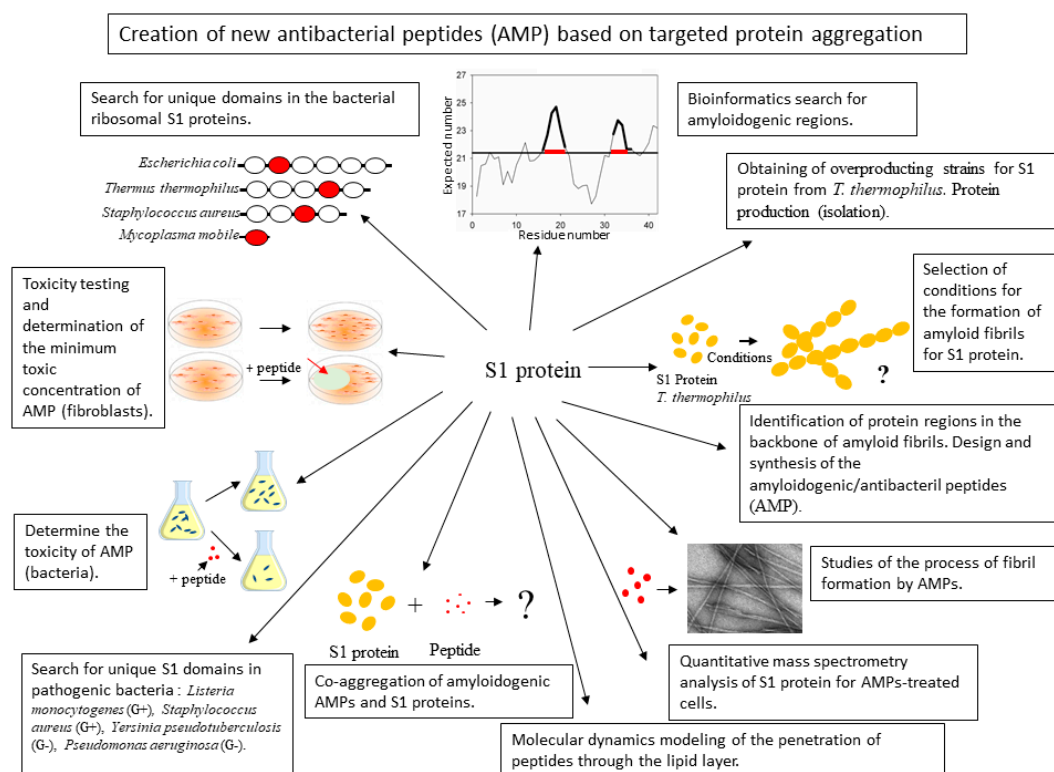 Creation of new antibacterial peptides (AMP) based on targeted protein aggregation
Search for unique domains in the bacterial
ribosomal S1 proteins.
Escherichia coli
Thermus thermophilus
Staphylococcus aureus
Mycoplasma mobile
Expected number
27
25
23
21
19
17
0
10
20
30
40
Residue number
Bioinformatics search for
amyloidogenic regions.
Obtaining of overproducing strains for S1
protein from T. thermophilus. Protein
production (isolation).
Toxicity testing
and
determination of
the minimum
toxic
concentration of
AMP (fibroblasts).
+ peptide
S1 protein
Conditions
S1 Protein
T. thermophilus
?
Selection of
conditions for
the formation of
amyloid fibrils
for S1 protein.
Identification of protein regions in the
backbone of amyloid fibrils. Design and
synthesis of the
amyloidogenic/antibacteril peptides
(AMP).
Determine the
toxicity of AMP
(bacteria).
+ peptide
Studies of the process of fibril
formation by AMPs.
+
?
S1 protein
Peptide
Co-aggregation of amyloidogenic
AMPs and S1 proteins.
Search for unique S1 domains in
pathogenic bacteria : Listeria
monocytogenes (G+), Staphylococcus
aureus (G+), Yersinia pseudotuberculosis
(G-), Pseudomonas aeruginosa (G-).
Quantitative mass spectrometry
analysis of S1 protein for AMPs-treated
cells.
Molecular dynamics modeling of the penetration of
peptides through the lipid layer.